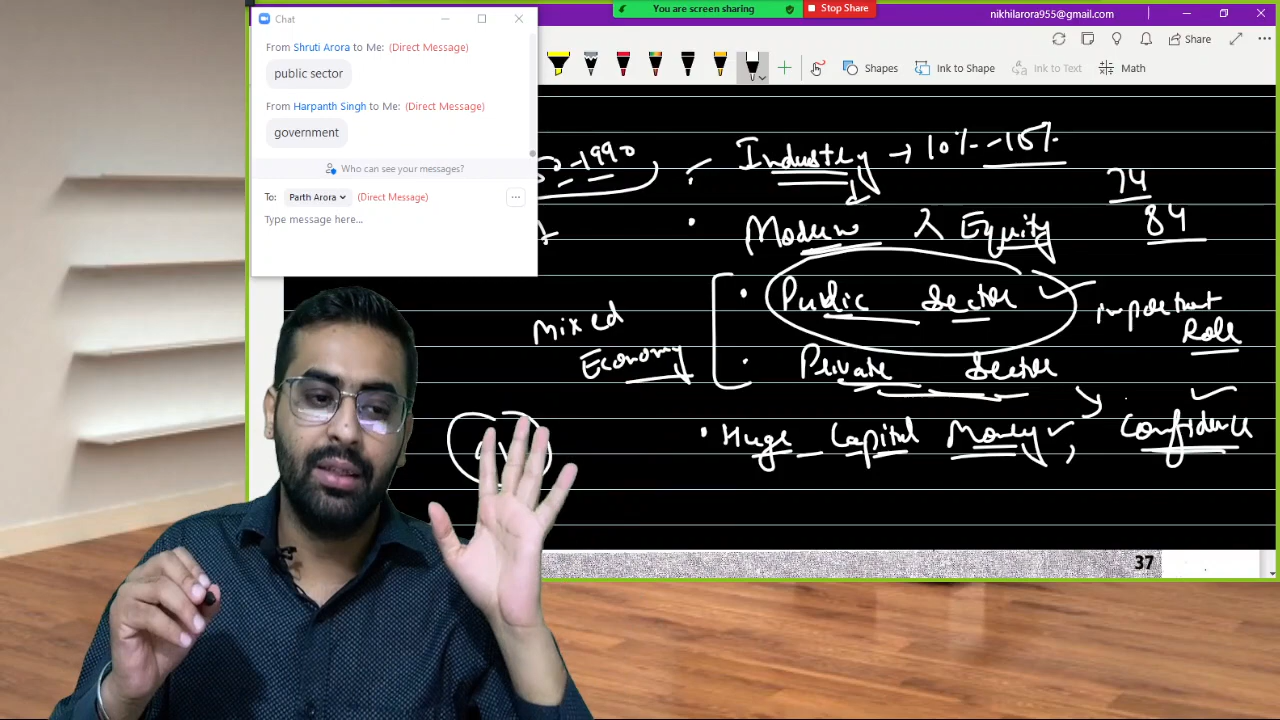 Chat
You are screen sharing
Stop Share
nikhilarora955@gmail.com
From Shruti Arora to Me: (Direct Message)
public sector
From Harpanth Singh to Me: (Direct Message)
government
Who can see your messages?
To: Parth Arora (Direct Message)
Type message here...
Share
Shapes
Ink to Shape
Ink to Text
Math
-1990
Industry → 10% - 15%
74
Modern & Equity
84
Public Sector
important
Role
Mixed
Economy
Private Sector
Huge Capital Money, Confidence
37